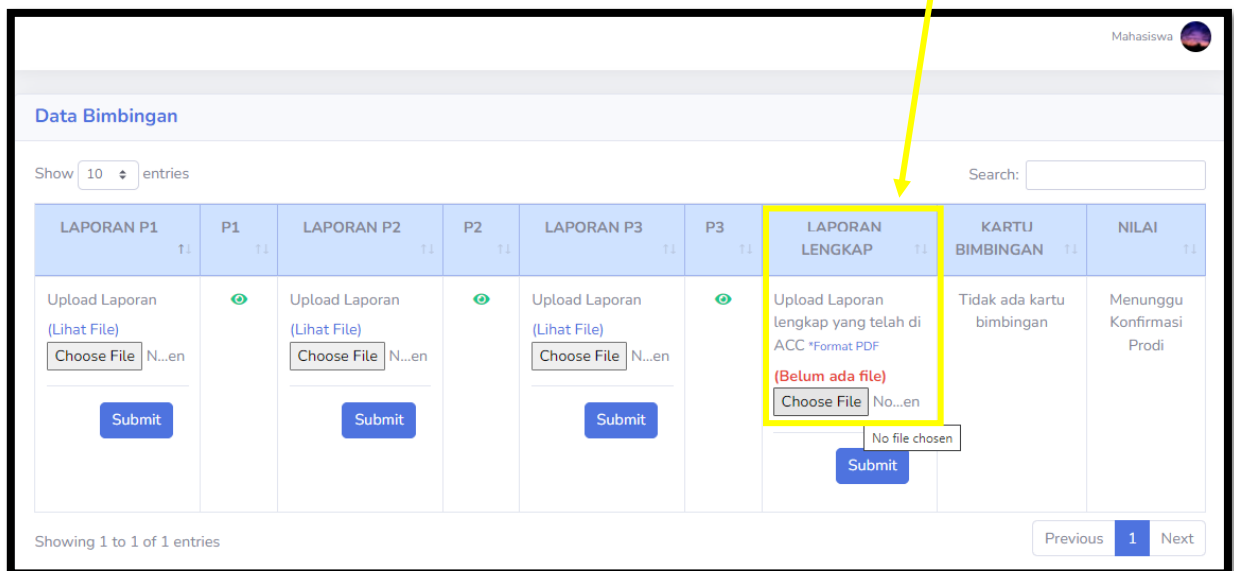 Mahasiswa
Data Bimbingan
Show 10 entries
Search:
LAPORAN P1
P1
LAPORAN P2
P2
LAPORAN P3
P3
LAPORAN
LENGKAP
KARTU
BIMBINGAN
NILAI
Upload Laporan
(Lihat File)
Choose File N...en
Submit
Upload Laporan
(Lihat File)
Choose File N...en
Submit
Upload Laporan
(Lihat File)
Choose File N...en
Submit
Upload Laporan
lengkap yang telah di
ACC *Format PDF
(Belum ada file)
Choose File No...en
No file chosen
Submit
Tidak ada kartu
bimbingan
Menunggu
Konfirmasi
Prodi
Showing 1 to 1 of 1 entries
Previous 1 Next